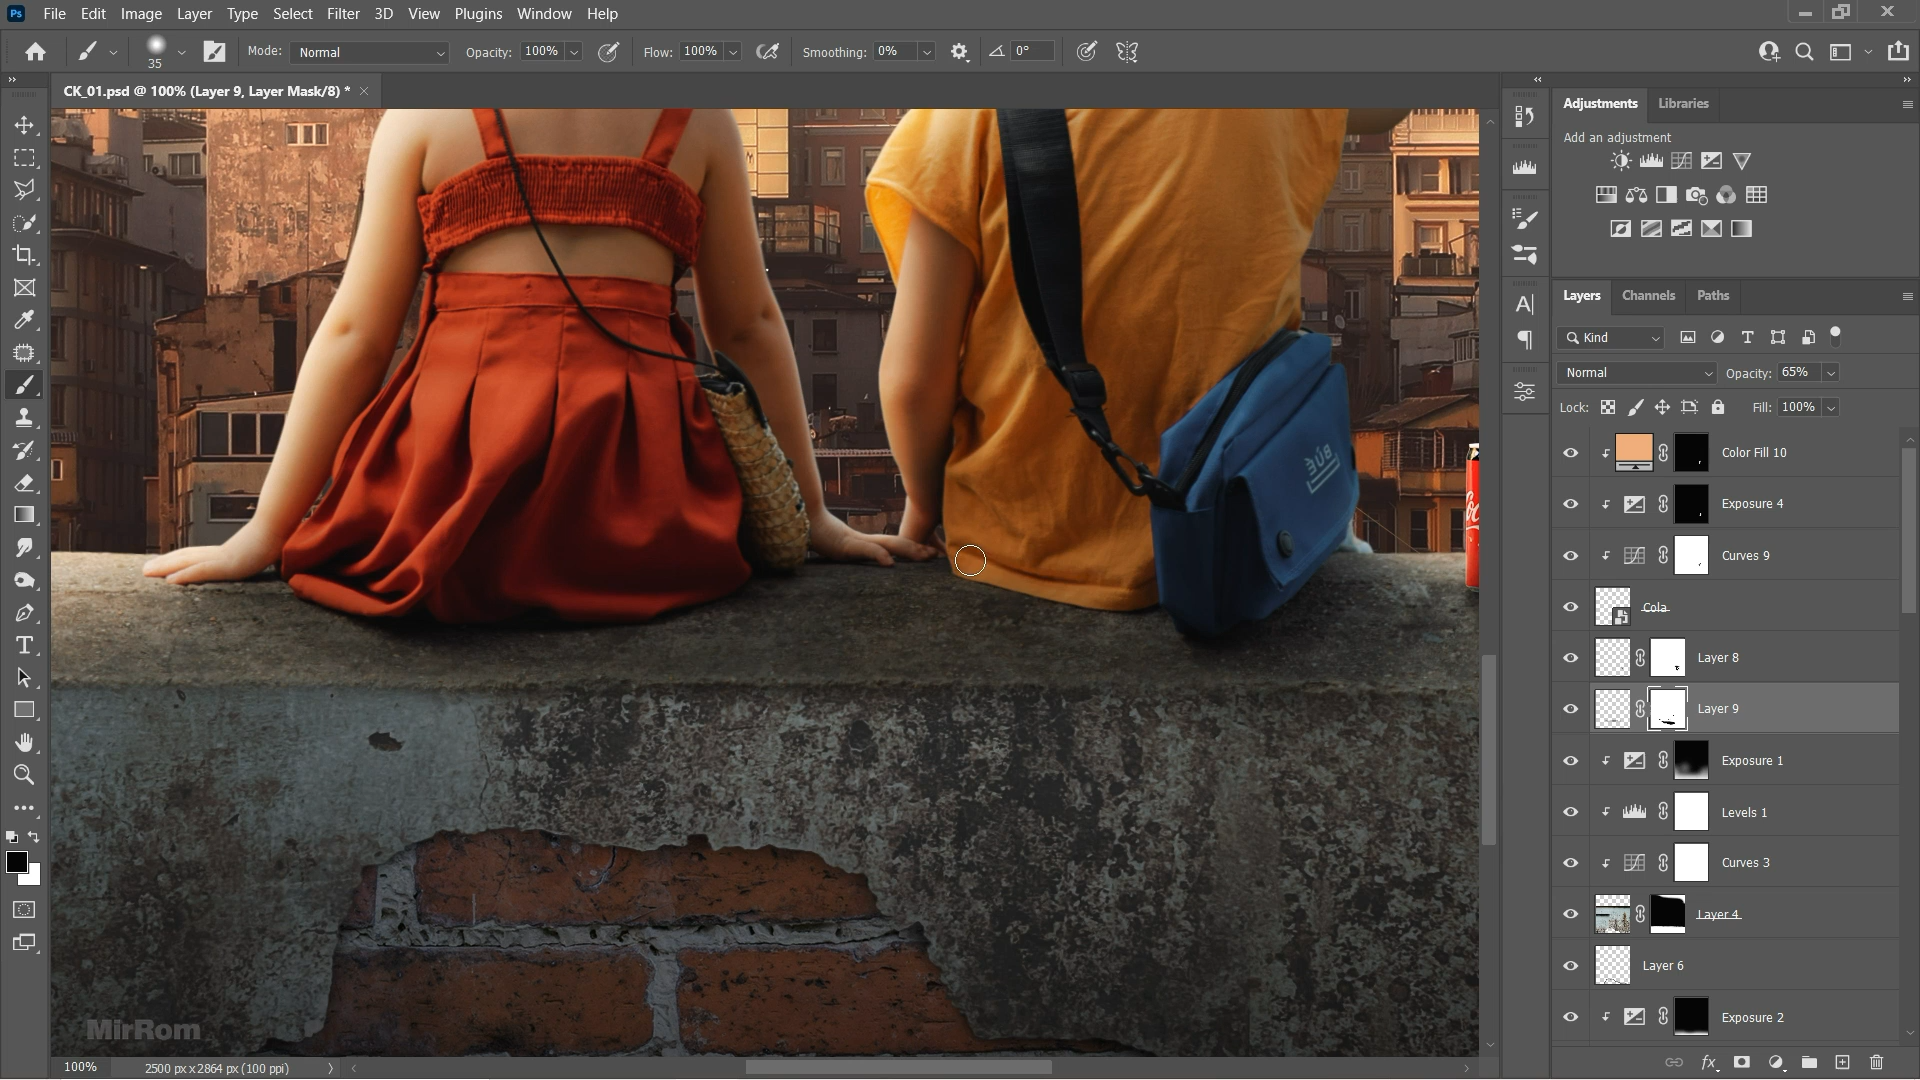 Ps File Edit Image Layer Type Select Filter 3D View Plugins Window Help
35 Mode: Normal Opacity: 100% Flow: 100% Smoothing: 0% 0°
CK_01.psd @ 100% (Layer 9, Layer Mask/8) *
Adjustments Libraries
Add an adjustment
Layers Channels Paths
Kind
Normal Opacity: 65%
Lock: Fill: 100%
Color Fill 10
Exposure 4
Curves 9
Cola
Layer 8
Layer 9
Exposure 1
Levels 1
Curves 3
Layer 4
Layer 6
Exposure 2
MirRom
100% 2500 px x 2864 px (100 ppi)